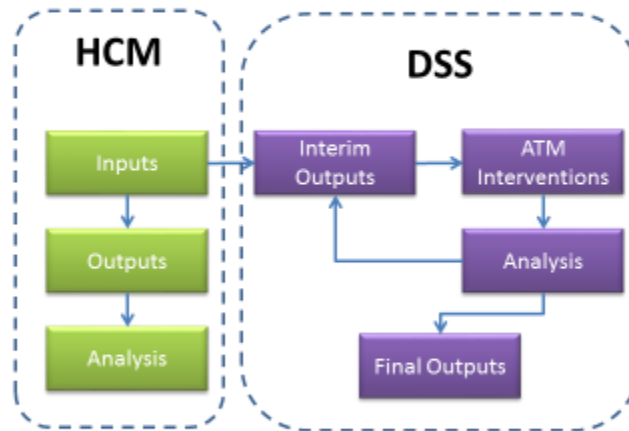 HCM
Inputs
Outputs
Analysis
DSS
Interim
Outputs
ATM
Interventions
Analysis
Final Outputs